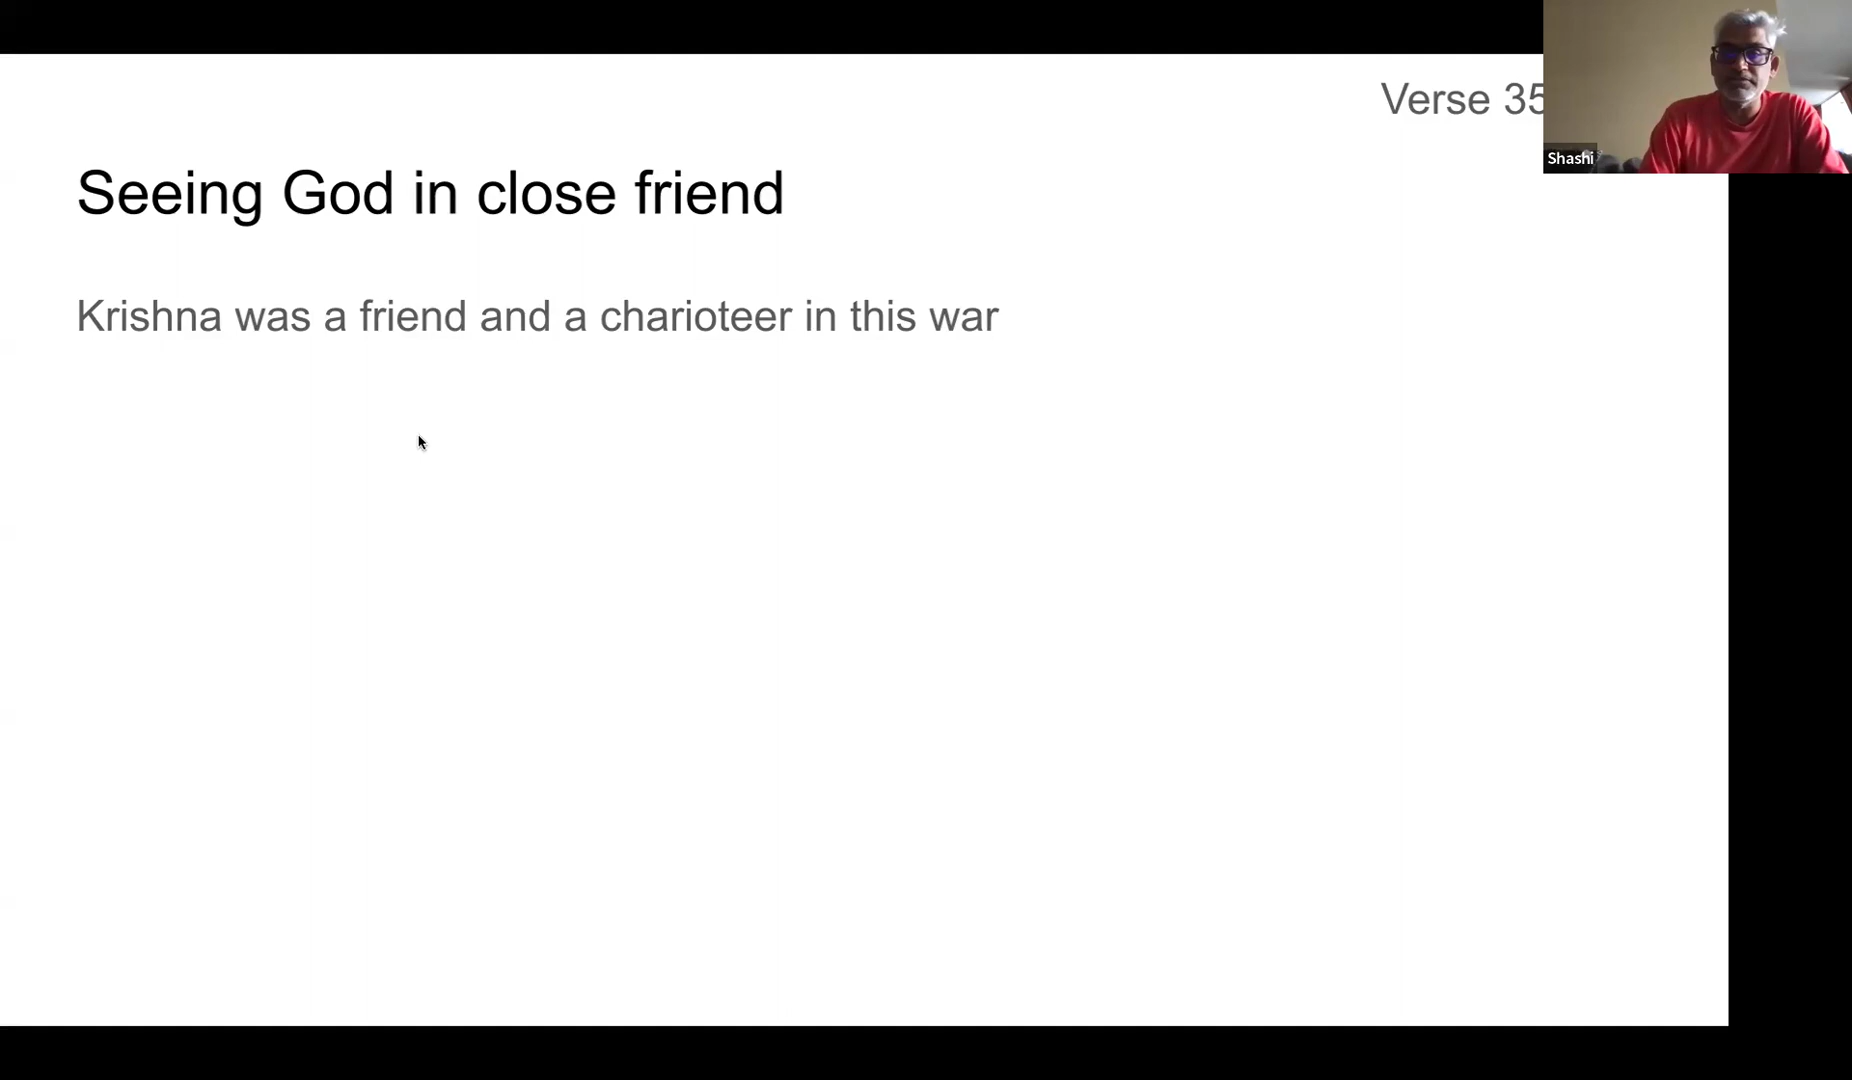 Verse 35
Seeing God in close friend
Krishna was a friend and a charioteer in this war
Shashi